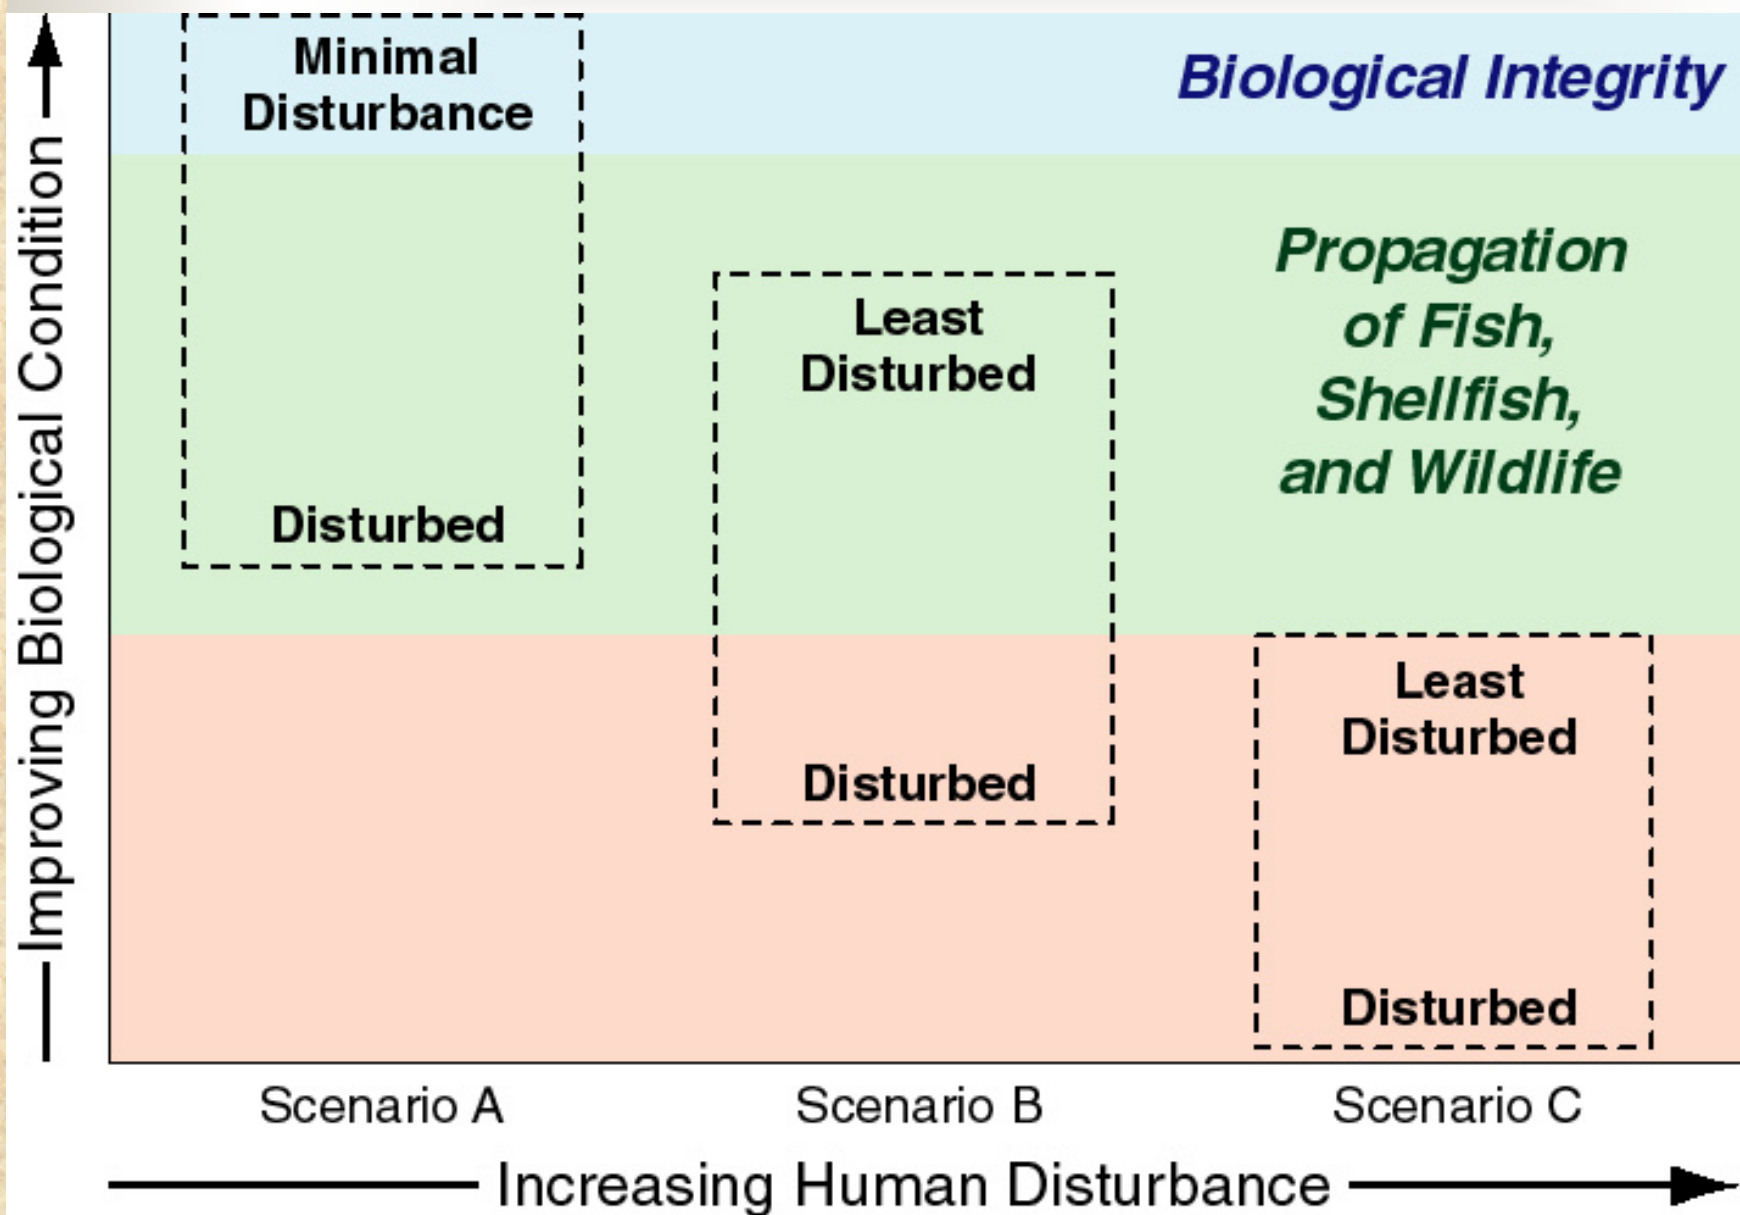 Improving Biological Condition
Minimal
Disturbance
Disturbed
Least
Disturbed
Disturbed
Biological Integrity
Propagation
of Fish,
Shellfish,
and Wildlife
Least
Disturbed
Disturbed
Scenario A
Scenario B
Scenario C
Increasing Human Disturbance